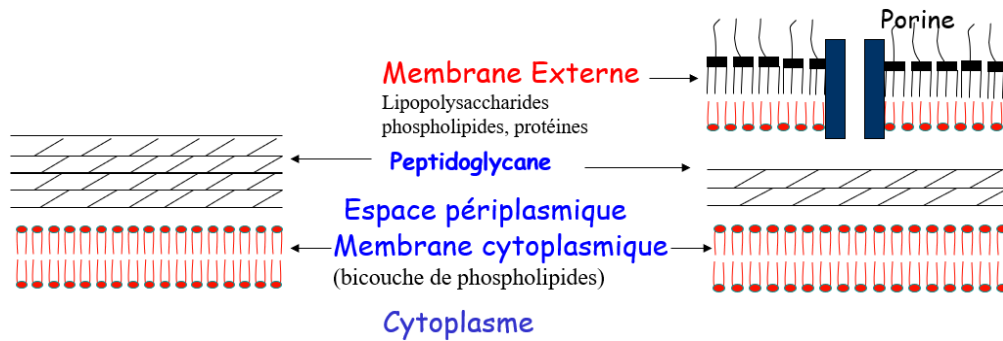 Porine
Membrane Externe
Lipopolysaccharides
phospholipides, protéines
Peptidoglycane
Espace périplasmique
Membrane cytoplasmique
(bicouche de phospholipides)
Cytoplasme